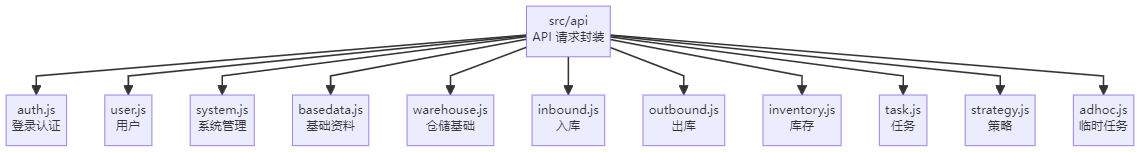 src/api
API 请求封装
auth.js
登录认证
user.js
用户
system.js
系统管理
basedata.js
基础资料
warehouse.js
仓储基础
inbound.js
入库
outbound.js
出库
inventory.js
库存
task.js
任务
strategy.js
策略
adhoc.js
临时任务